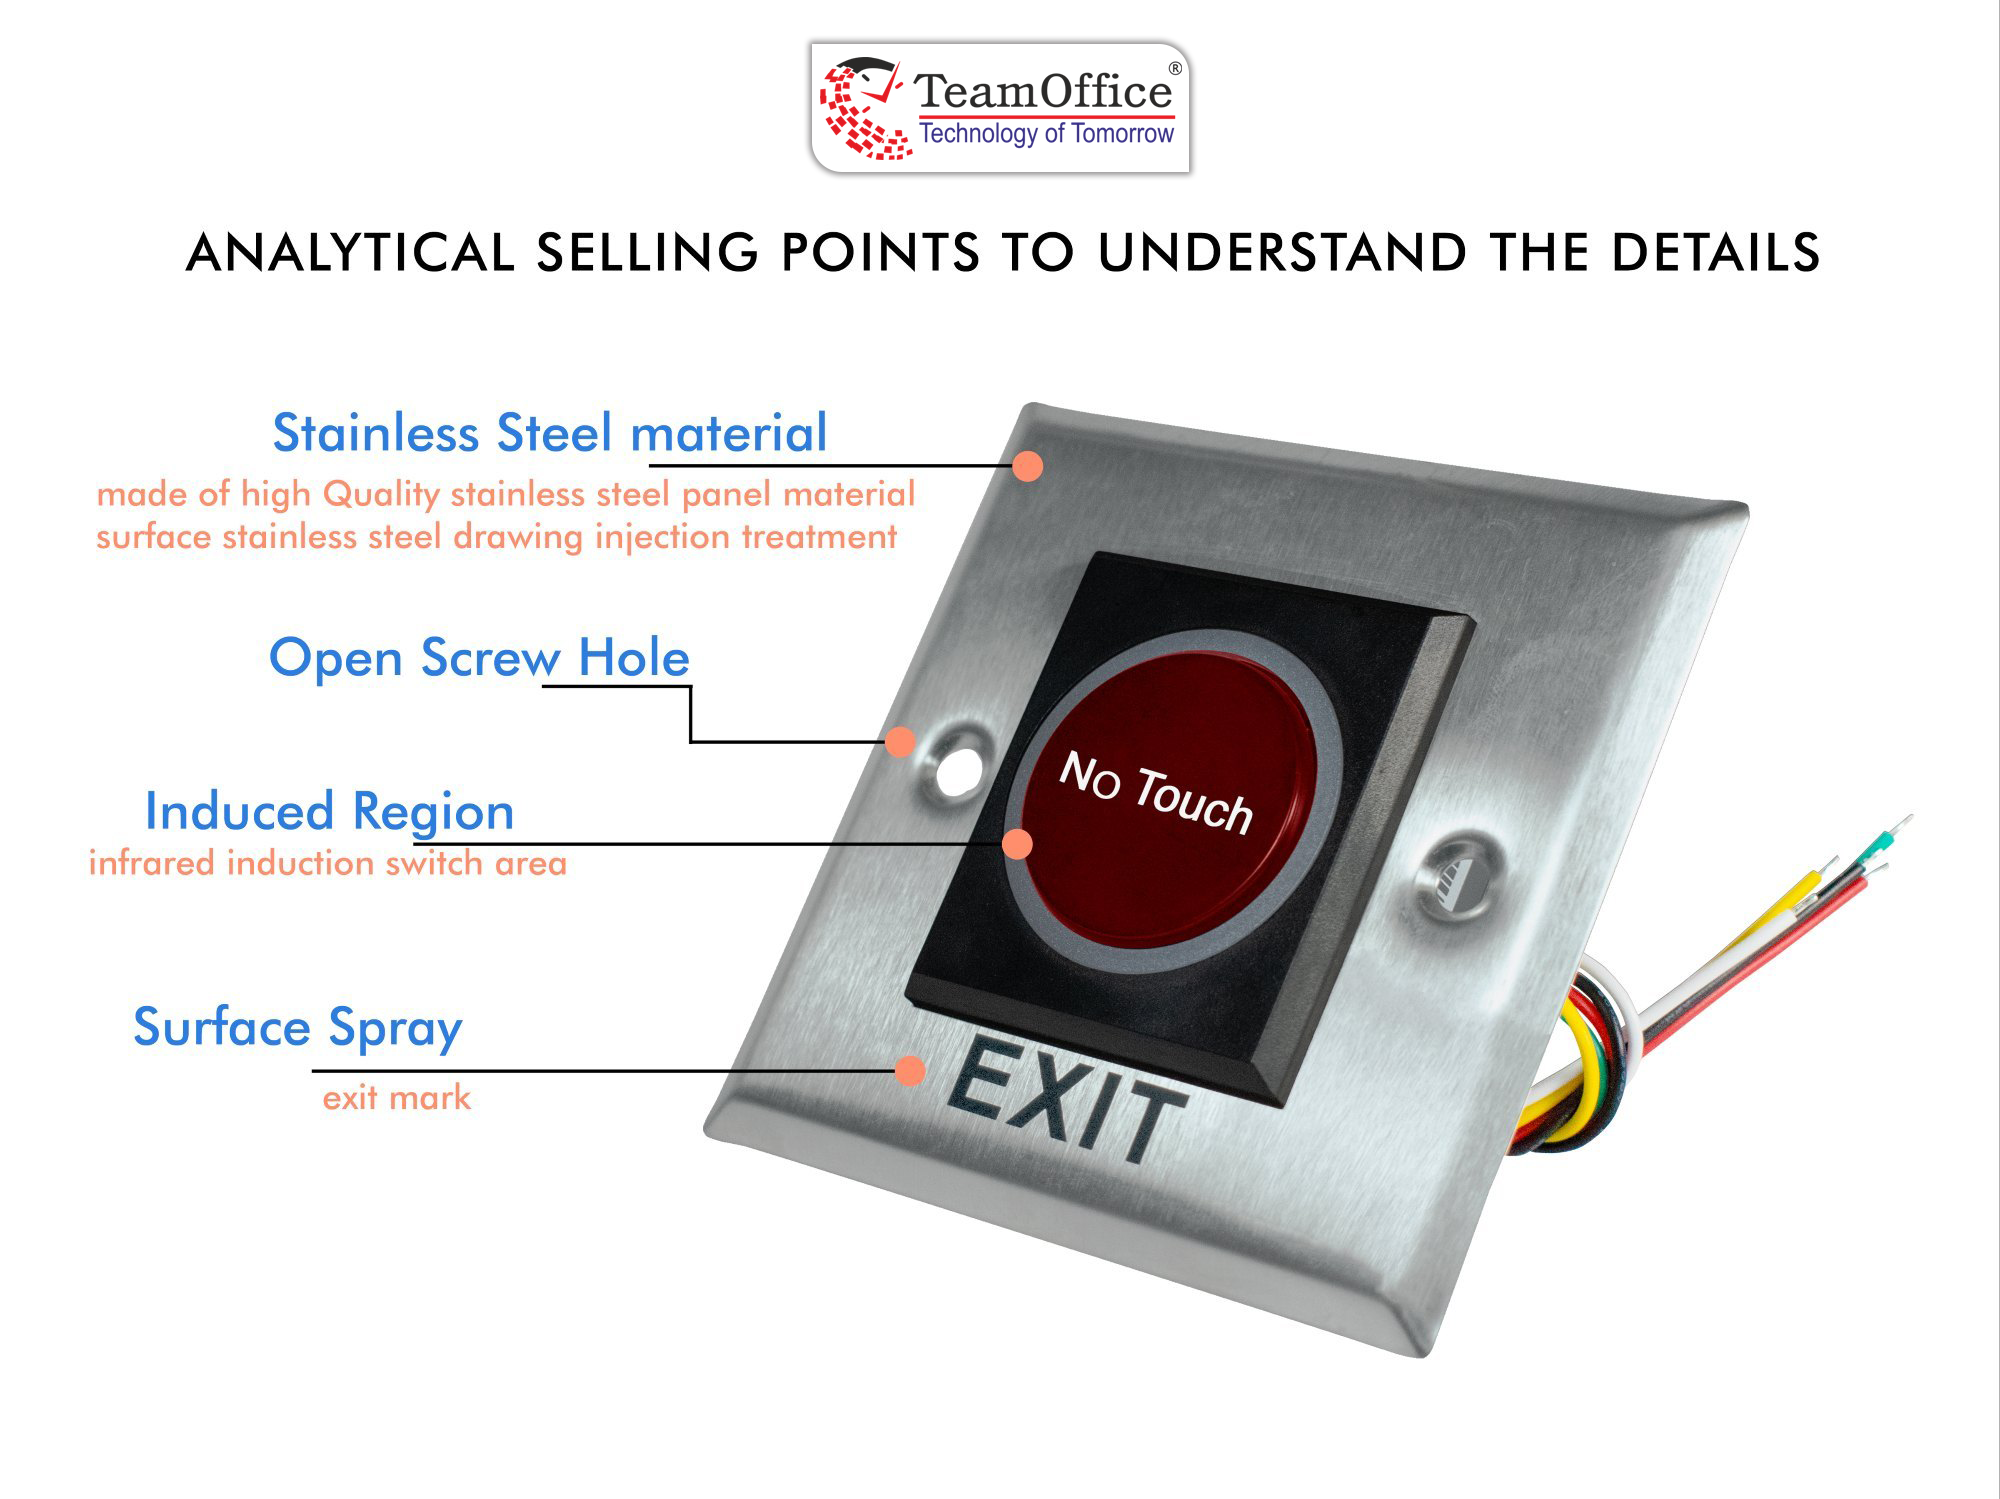 TeamOffice®
Technology of Tomorrow
ANALYTICAL SELLING POINTS TO UNDERSTAND THE DETAILS
Stainless Steel material
made of high Quality stainless steel panel material
surface stainless steel drawing injection treatment
Open Screw Hole
Induced Region
infrared induction switch area
Surface Spray
exit mark
No Touch
EXIT